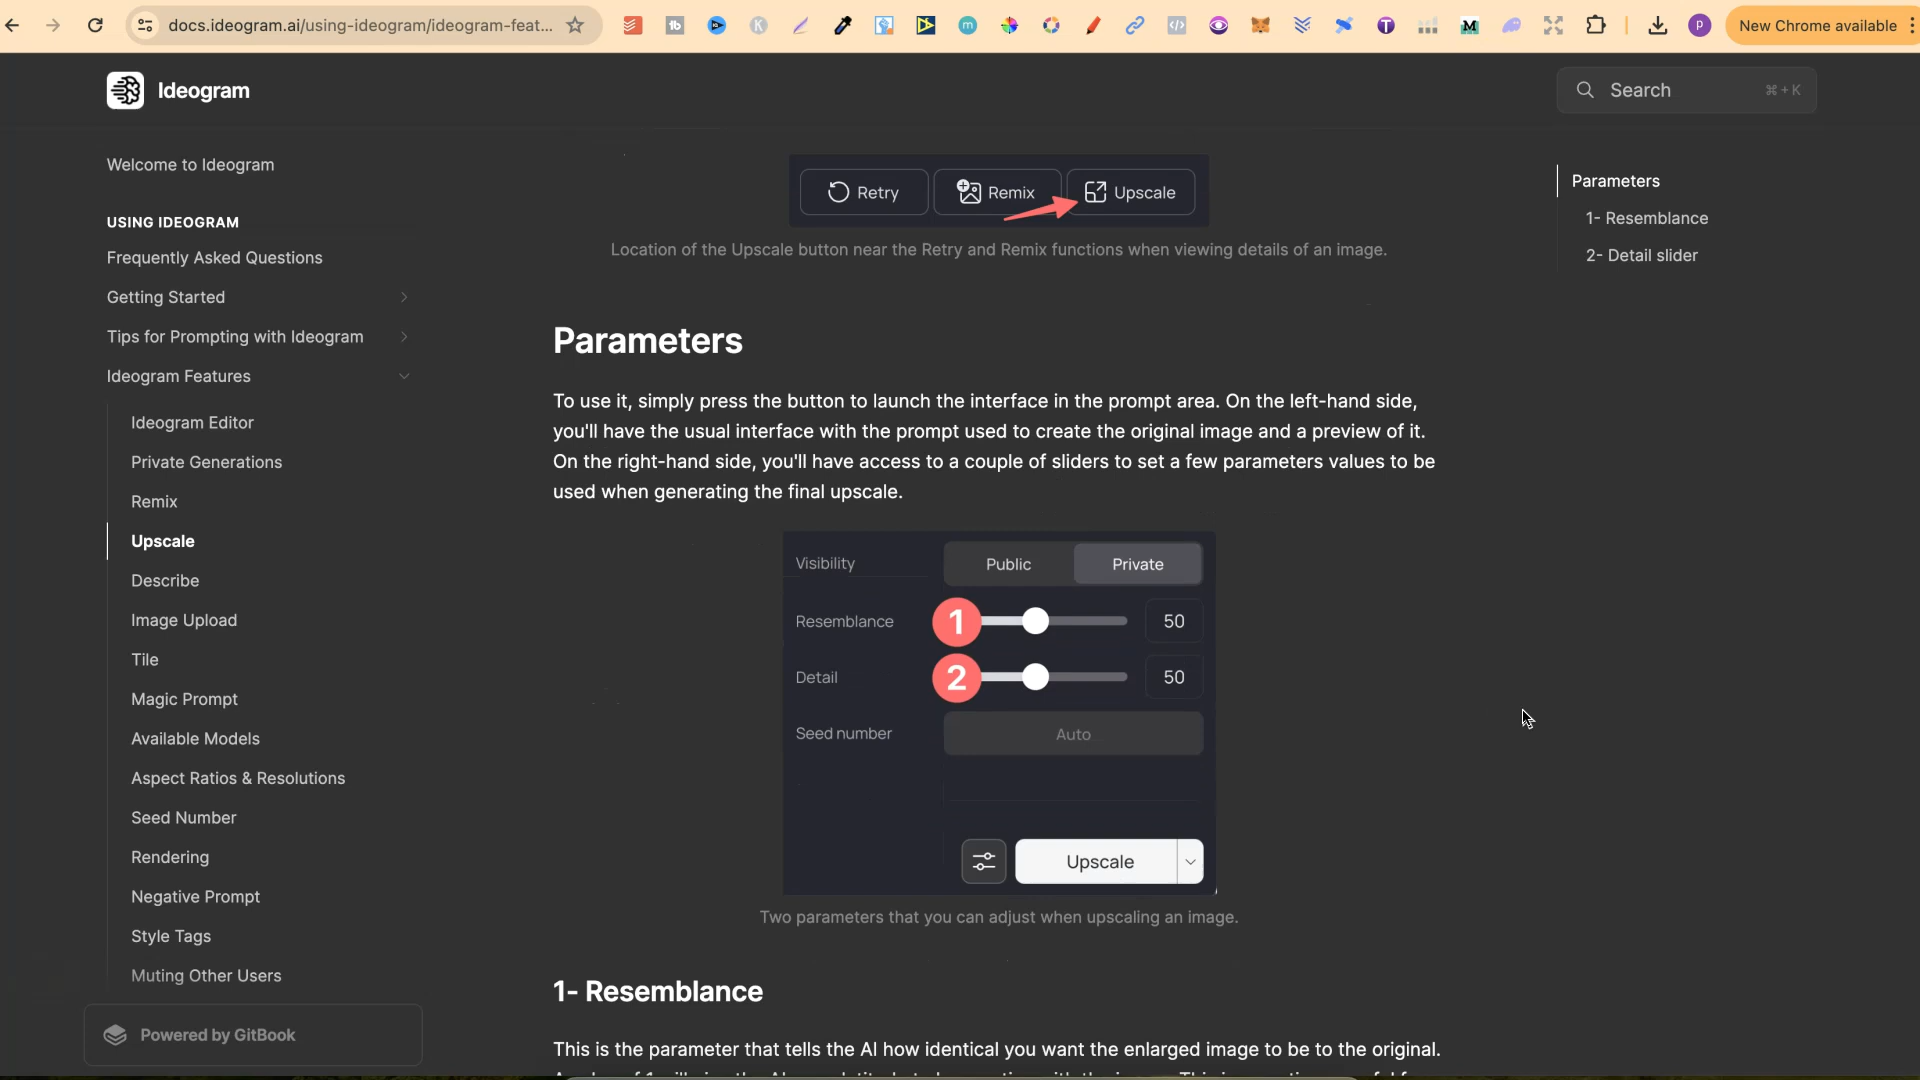 docs.ideogram.ai/using-ideogram/ideogram-feat...
New Chrome available
Ideogram
Search
⌘ + K
Welcome to Ideogram
USING IDEOGRAM
Frequently Asked Questions
Getting Started
Tips for Prompting with Ideogram
Ideogram Features
Ideogram Editor
Private Generations
Remix
Upscale
Describe
Image Upload
Tile
Magic Prompt
Available Models
Aspect Ratios & Resolutions
Seed Number
Rendering
Negative Prompt
Style Tags
Muting Other Users
Powered by GitBook
Retry
Remix
Upscale
Location of the Upscale button near the Retry and Remix functions when viewing details of an image.
Parameters
To use it, simply press the button to launch the interface in the prompt area. On the left-hand side,
you'll have the usual interface with the prompt used to create the original image and a preview of it.
On the right-hand side, you'll have access to a couple of sliders to set a few parameters values to be
used when generating the final upscale.
Visibility
Public
Private
Resemblance
1
50
Detail
2
50
Seed number
Auto
Upscale
Two parameters that you can adjust when upscaling an image.
1- Resemblance
This is the parameter that tells the AI how identical you want the enlarged image to be to the original.
Parameters
1- Resemblance
2- Detail slider